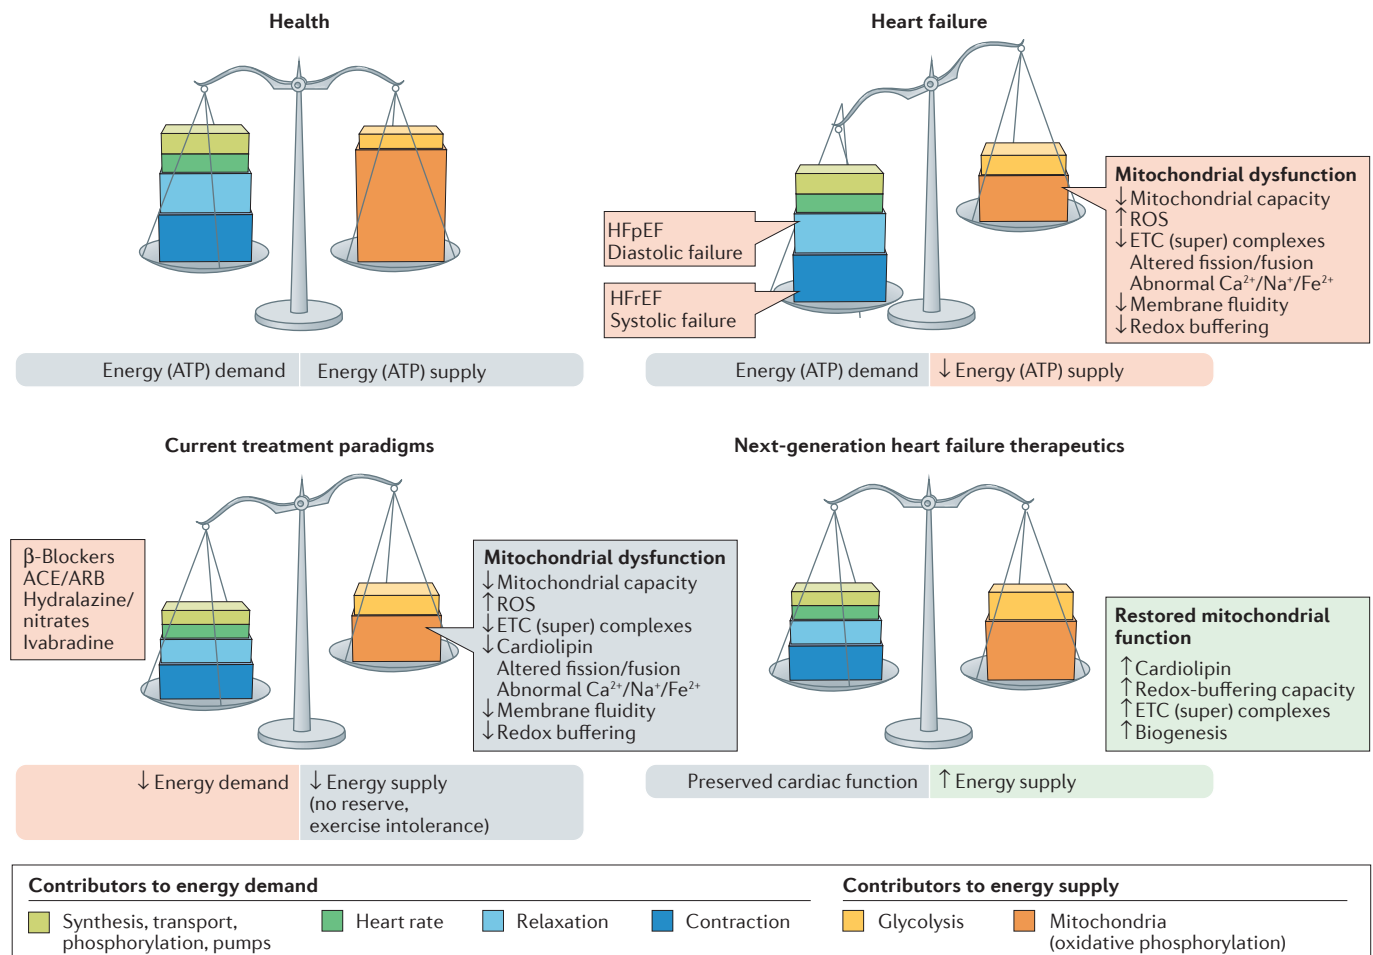 Health
Energy (ATP) demand
Energy (ATP) supply
Heart failure
HFpEF
Diastolic failure
HFrEF
Systolic failure
Mitochondrial dysfunction
↓ Mitochondrial capacity
↑ ROS
↓ ETC (super) complexes
Altered fission/fusion
Abnormal Ca²⁺/Na⁺/Fe²⁺
↓ Membrane fluidity
↓ Redox buffering
Energy (ATP) demand
↓ Energy (ATP) supply
Current treatment paradigms
β-Blockers
ACE/ARB
Hydralazine/
nitrates
Ivabradine
Mitochondrial dysfunction
↓ Mitochondrial capacity
↑ ROS
↓ ETC (super) complexes
↓ Cardiolipin
Altered fission/fusion
Abnormal Ca²⁺/Na⁺/Fe²⁺
↓ Membrane fluidity
↓ Redox buffering
↓ Energy demand
↓ Energy supply
(no reserve,
exercise intolerance)
Next-generation heart failure therapeutics
Restored mitochondrial
function
↑ Cardiolipin
↑ Redox-buffering capacity
↑ ETC (super) complexes
↑ Biogenesis
Preserved cardiac function
↑ Energy supply
Contributors to energy demand
Synthesis, transport,
phosphorylation, pumps
Heart rate
Relaxation
Contraction
Contributors to energy supply
Glycolysis
Mitochondria
(oxidative phosphorylation)